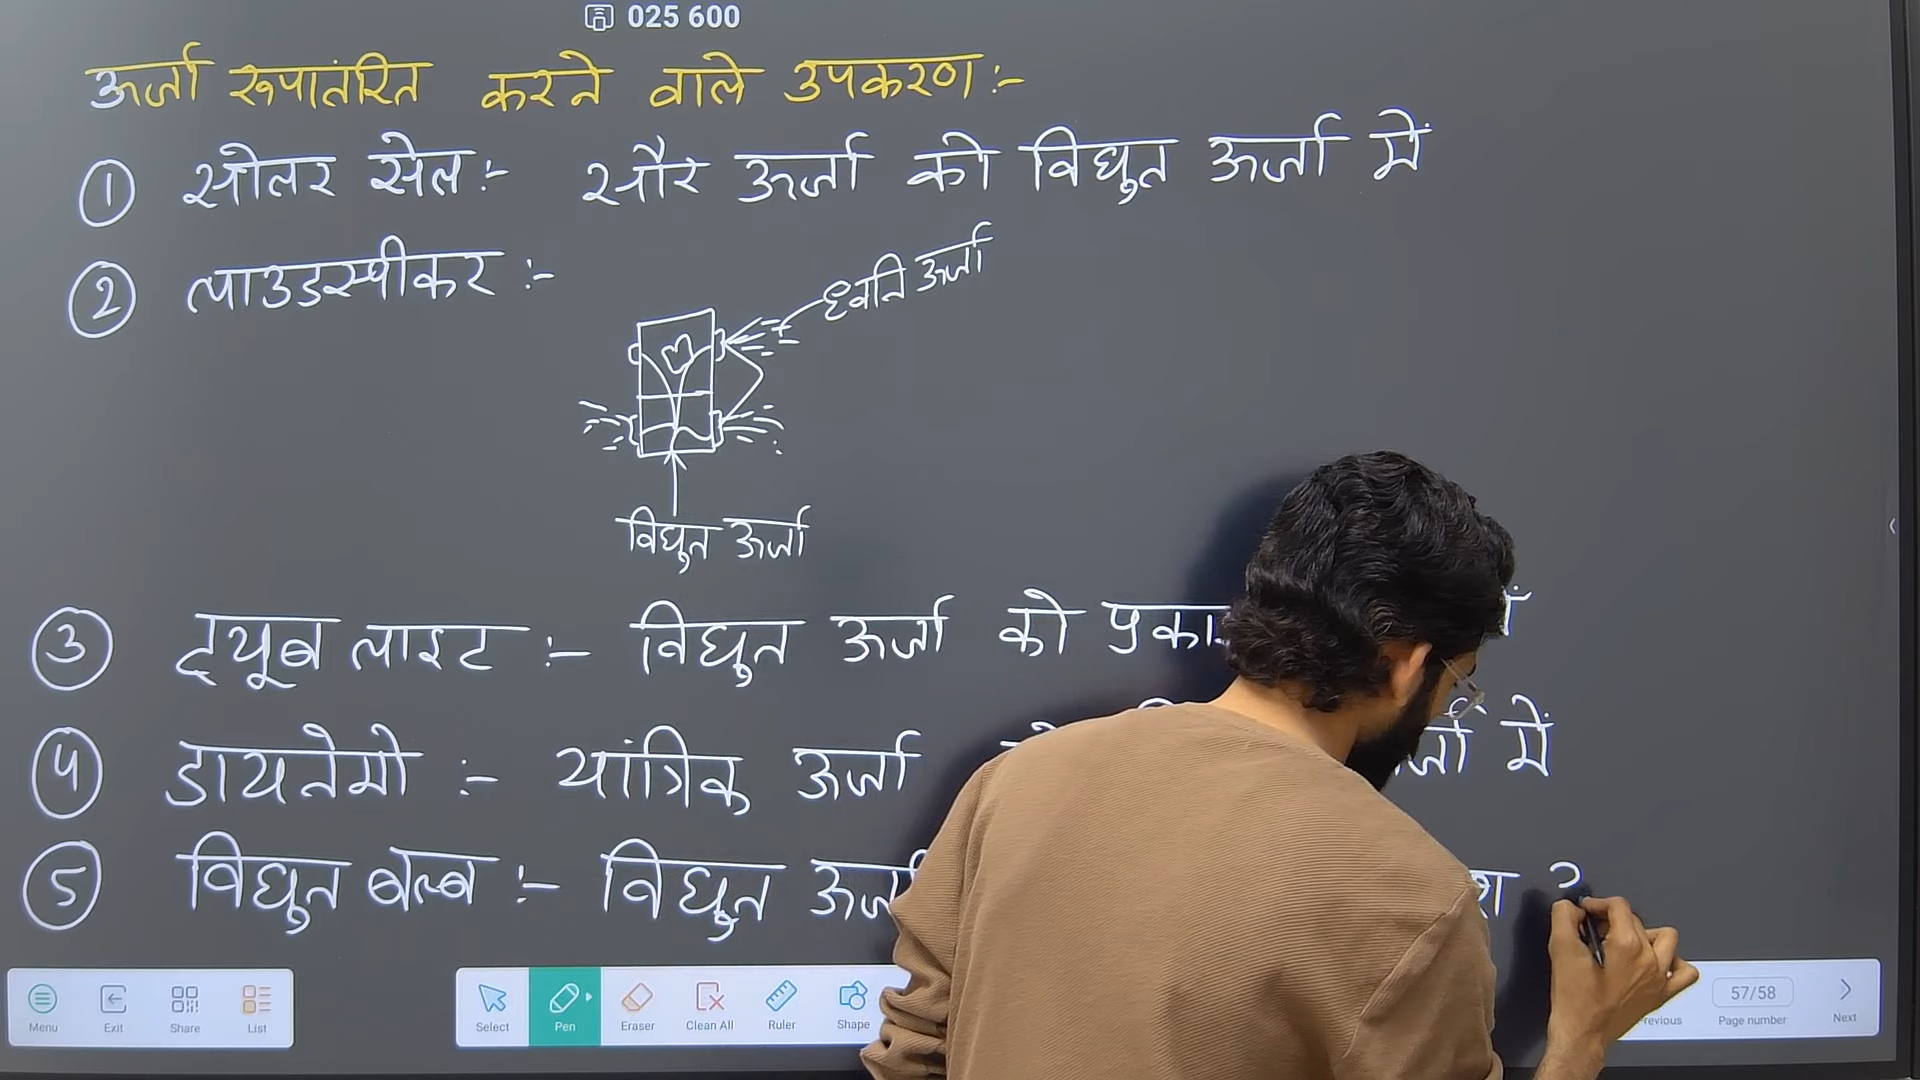 025 600
ऊर्जा रूपांतरित करने वाले उपकरण :-
① सोलर सेल :- सौर ऊर्जा को विद्युत ऊर्जा में
② लाउडस्पीकर :-
ध्वनि ऊर्जा
विद्युत ऊर्जा
③ ट्यूब लाइट :- विद्युत ऊर्जा को
④ डायनेमो :- यांत्रिक ऊर्जा में
⑤ विद्युत बल्ब :- विद्युत
Menu Exit Share List Select Pen Eraser Clean All Ruler Shape 57/58 Page number Next